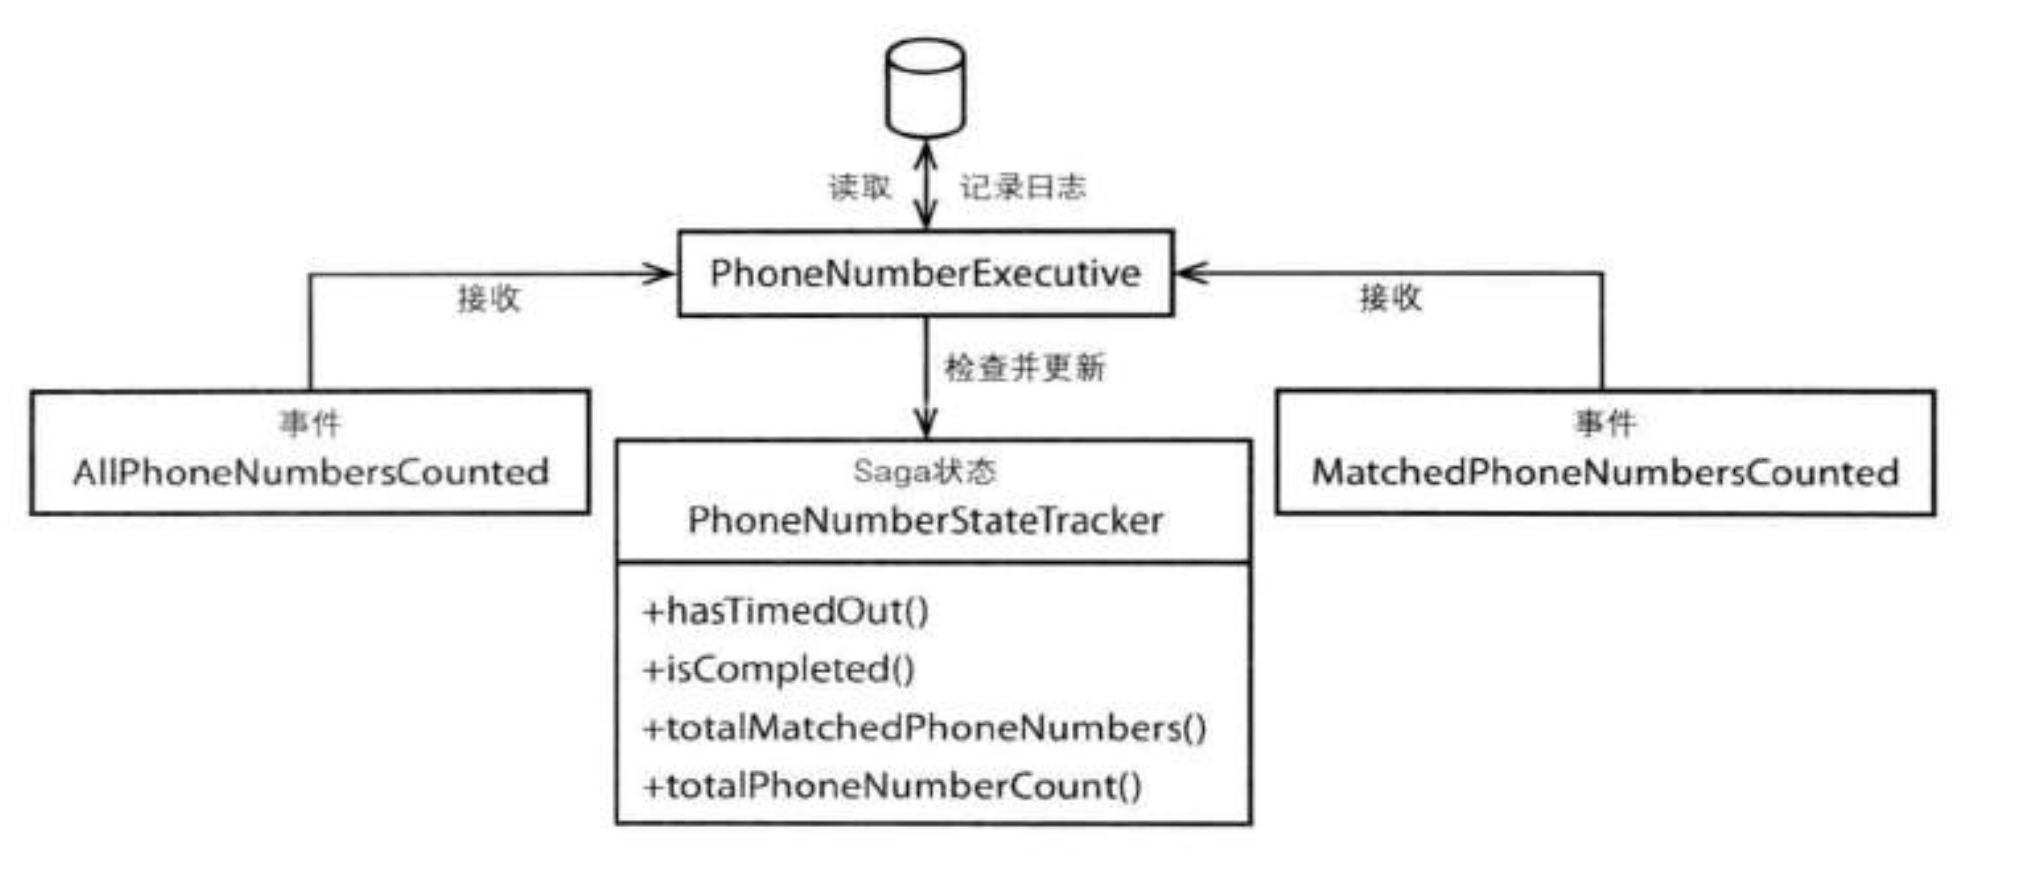 读取 记录日志
PhoneNumberExecutive
接收
接收
检查并更新
事件
AllPhoneNumbersCounted
事件
MatchedPhoneNumbersCounted
Saga状态
PhoneNumberStateTracker
+hasTimedOut()
+isCompleted()
+totalMatchedPhoneNumbers()
+totalPhoneNumberCount()